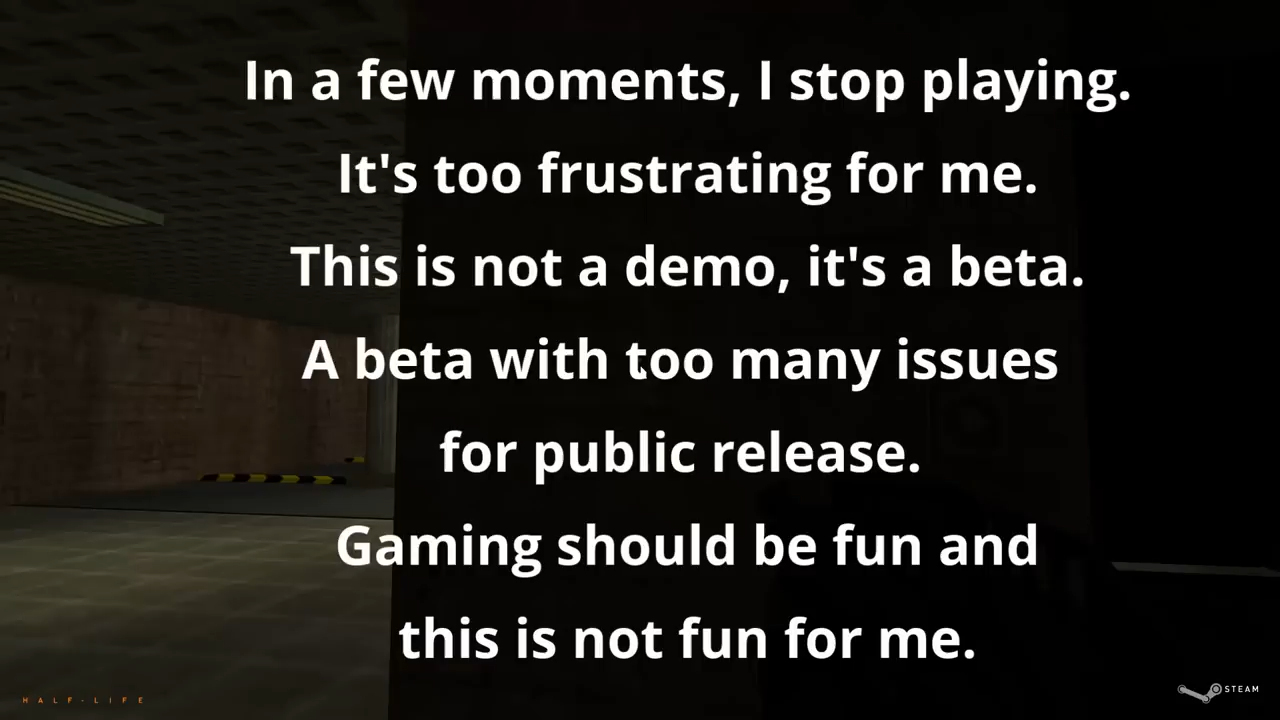 In a few moments, I stop playing.
It's too frustrating for me.
This is not a demo, it's a beta.
A beta with too many issues
for public release.
Gaming should be fun and
this is not fun for me.
HALF-LIFE
STEAM